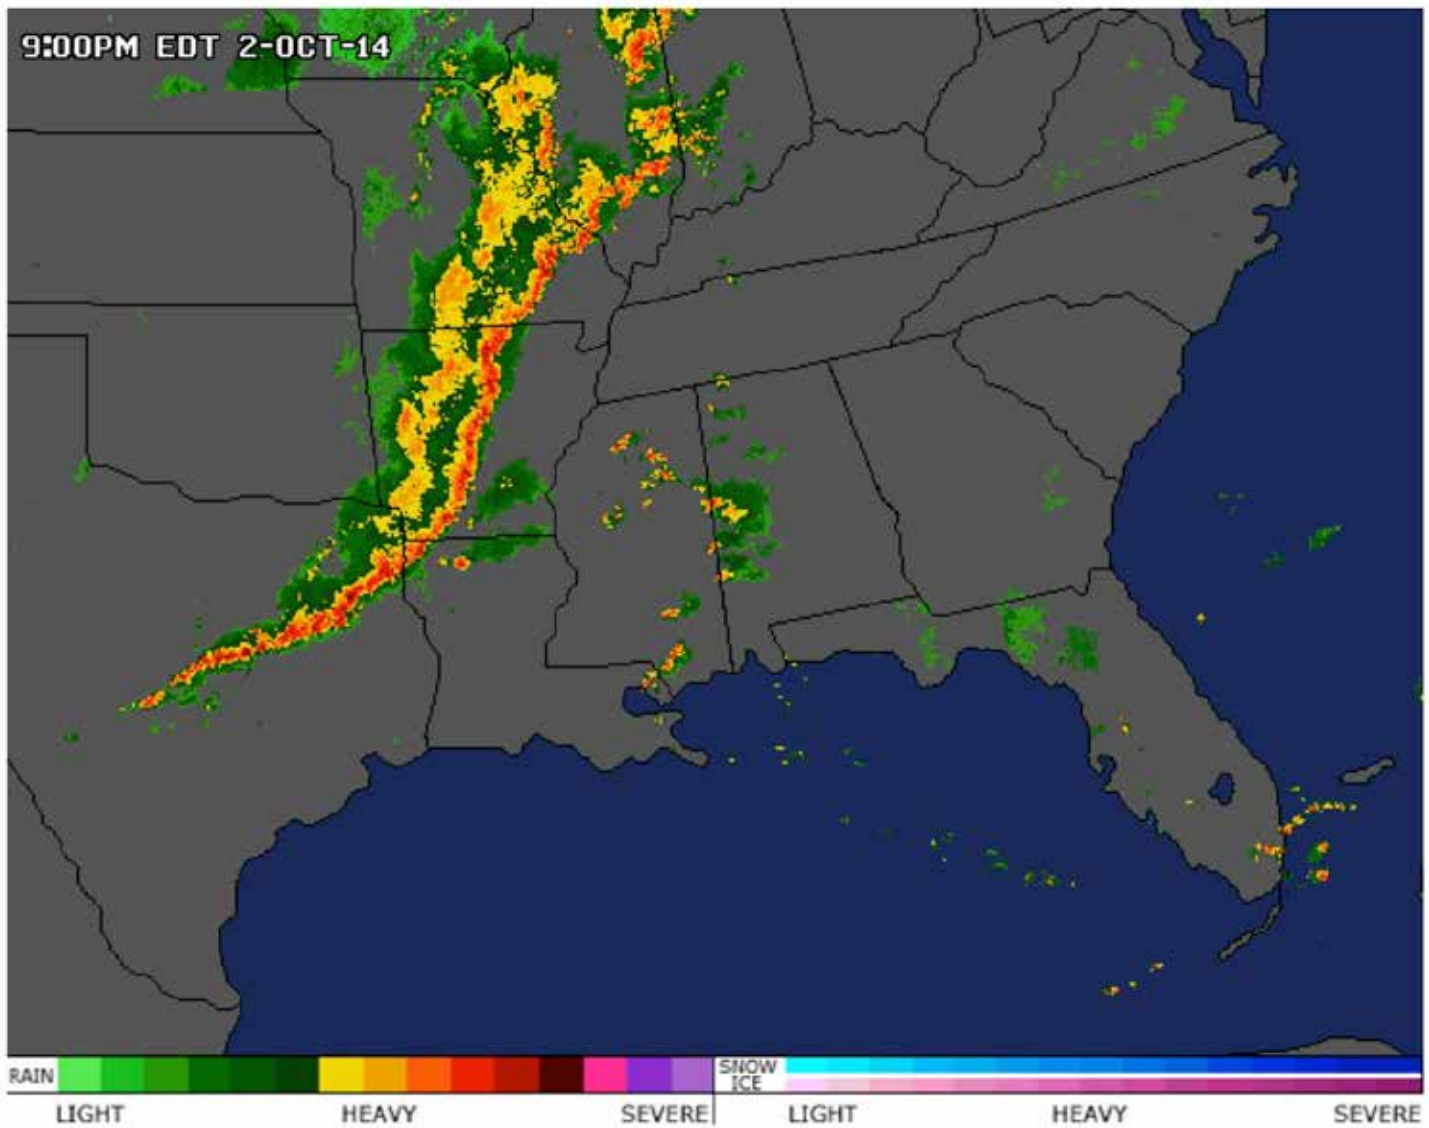 9:00PM EDT 2-OCT-14
RAIN
SNOW
ICE
LIGHT HEAVY SEVERE LIGHT HEAVY SEVERE